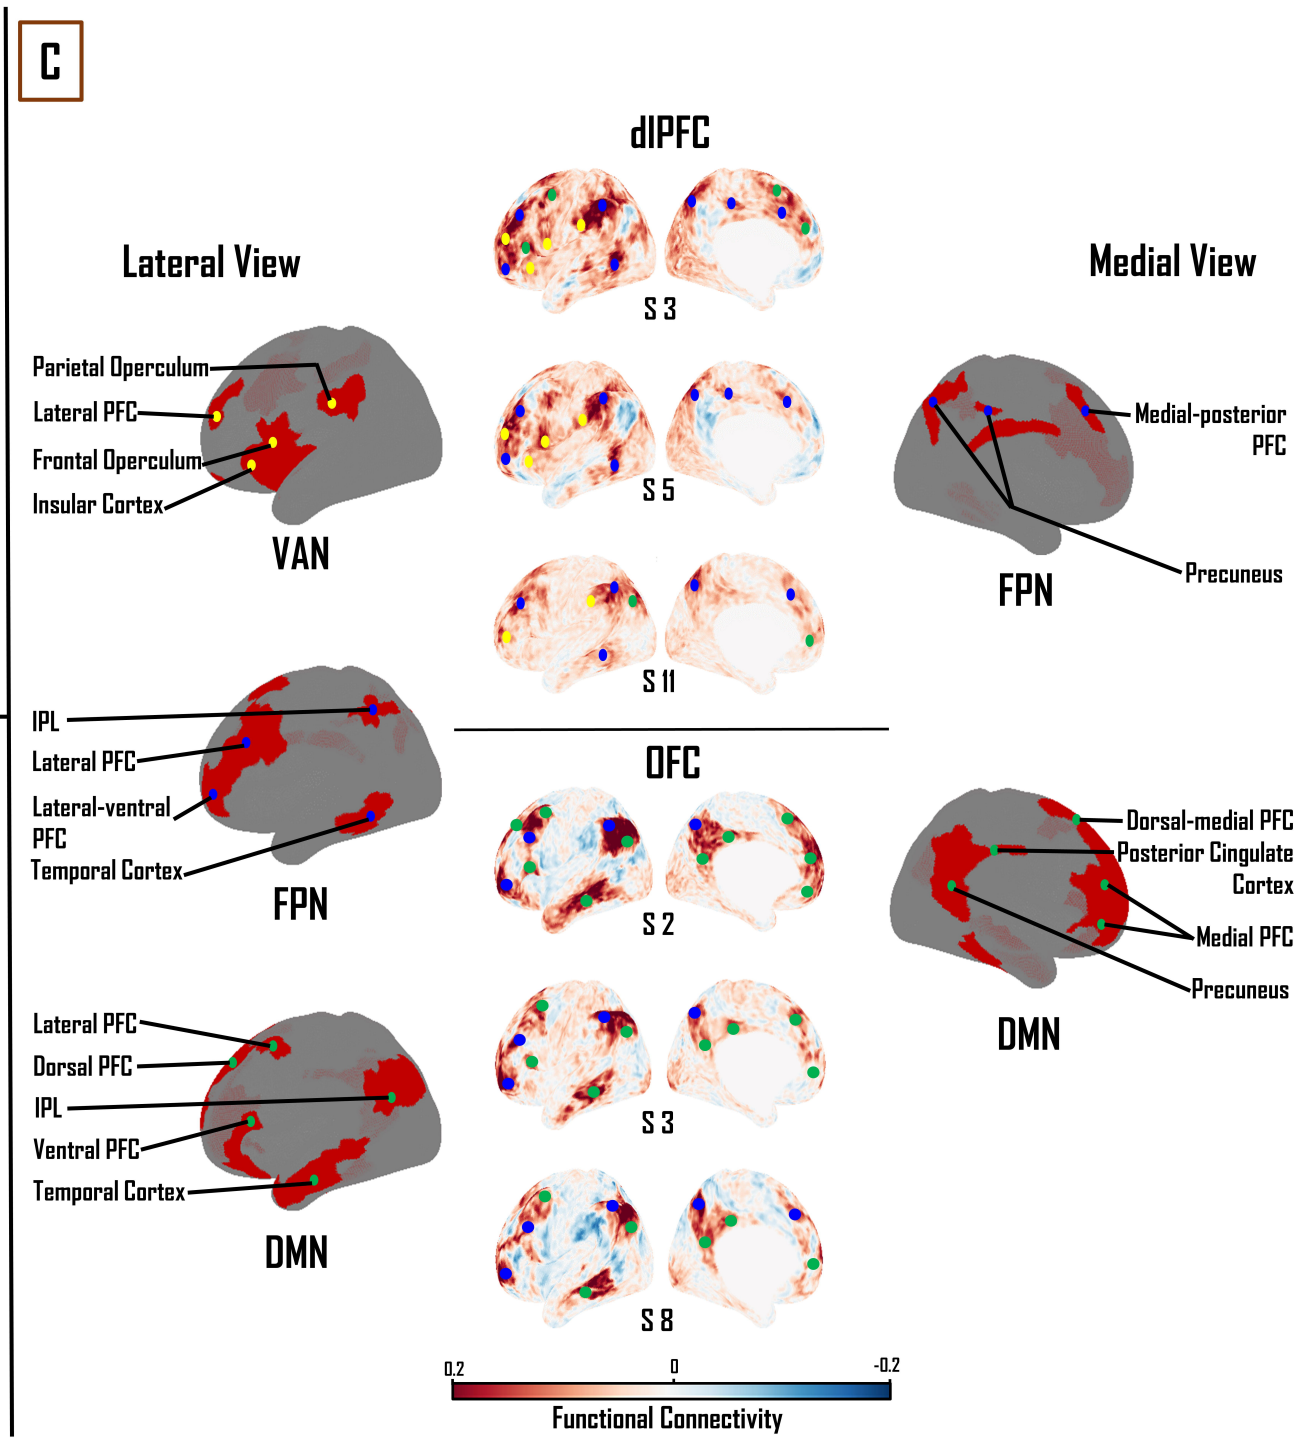 C
dlPFC
Lateral View
Medial View
S 3
Parietal Operculum
Lateral PFC
Frontal Operculum
Insular Cortex
VAN
S 5
Medial-posterior
PFC
Precuneus
FPN
S 11
IPL
Lateral PFC
Lateral-ventral
PFC
Temporal Cortex
FPN
OFC
S 2
Dorsal-medial PFC
Posterior Cingulate
Cortex
Medial PFC
Precuneus
DMN
Lateral PFC
Dorsal PFC
IPL
Ventral PFC
Temporal Cortex
DMN
S 3
S 8
0.2 0 -0.2
Functional Connectivity